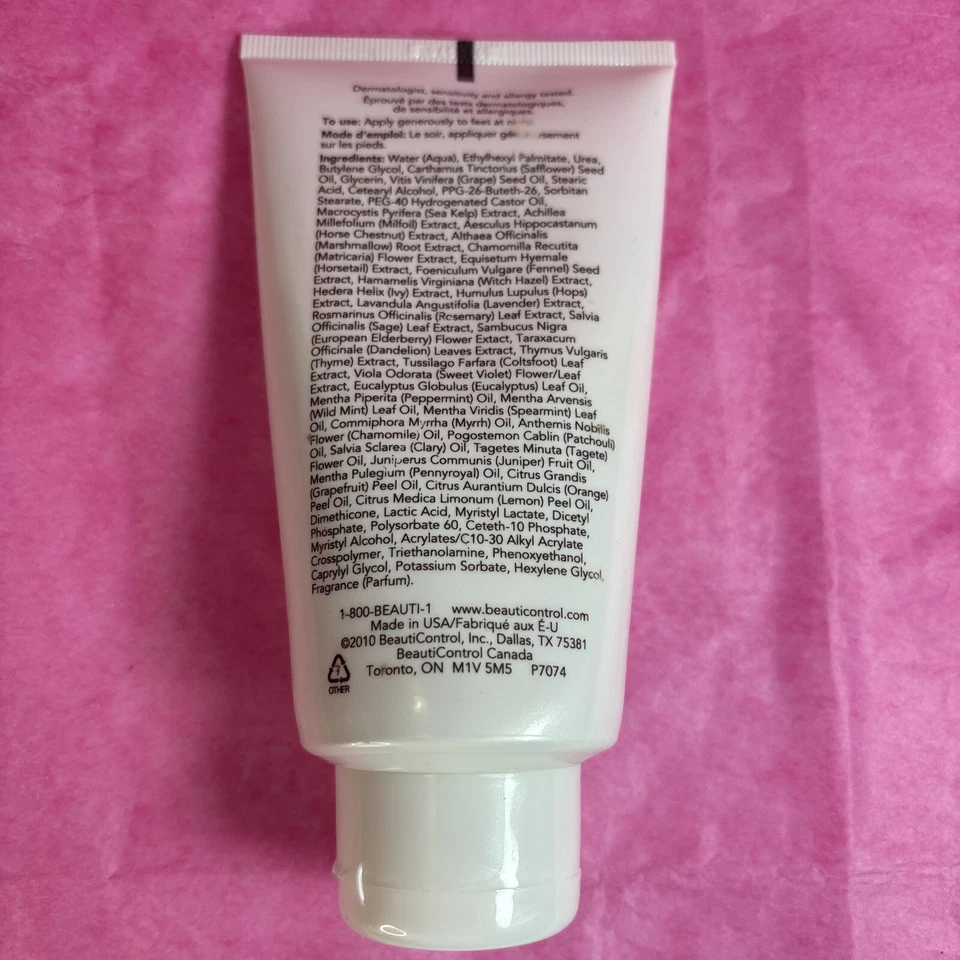 Dermatologist, sensitivity and allergy tested.
Éprouvé par des tests dermatologiques,
de sensibilité et allergiques.
To use: Apply generously to feet at
Mode d'emploi: Le soir, appliquer
sur les pieds.
Ingredients: Water (Aqua), Ethylhexyl Palmitate, Urea,
Butylene Glycol, Carthamus Tinctorius (Safflower) Seed
Oil, Glycerin, Vitis Vinifera (Grape) Seed Oil, Stearic
Acid, Cetearyl Alcohol, PPG-26-Buteth-26, Sorbitan
Stearate, PEG-40 Hydrogenated Castor Oil,
Macrocystis Pyrifera (Sea Kelp) Extract, Achillea
Millefolium (Milfoil) Extract, Aesculus Hippocastanum
(Horse Chestnut) Extract, Althaea Officinalis
(Marshmallow) Root Extract, Chamomilla Recutita
(Matricaria) Flower Extract, Equisetum Hyemale
(Horsetail) Extract, Foeniculum Vulgare (Fennel) Seed
Extract, Hamamelis Virginiana (Witch Hazel) Extract,
Hedera Helix (Ivy) Extract, Humulus Lupulus (Hops)
Extract, Lavandula Angustifolia (Lavender) Extract,
Rosmarinus Officinalis (Rosemary) Leaf Extract, Salvia
Officinalis (Sage) Leaf Extract, Sambucus Nigra
(European Elderberry) Flower Extact, Taraxacum
Officinale (Dandelion) Leaves Extract, Thymus Vulgaris
(Thyme) Extract, Tussilago Farfara (Coltsfoot) Leaf
Extract, Viola Odorata (Sweet Violet) Flower/Leaf
Extract, Eucalyptus Globulus (Eucalyptus) Leaf Oil,
Mentha Piperita (Peppermint) Oil, Mentha Arvensis
(Wild Mint) Leaf Oil, Mentha Viridis (Spearmint) Leaf
Oil, Commiphora Myrrha (Myrrh) Oil, Anthemis Nobilis
Flower (Chamomile) Oil, Pogostemon Cablin (Patchouli)
Oil, Salvia Sclarea (Clary) Oil, Tagetes Minuta (Tagete)
Flower Oil, Juniperus Communis (Juniper) Fruit Oil,
Mentha Pulegium (Pennyroyal) Oil, Citrus Grandis
(Grapefruit) Peel Oil, Citrus Aurantium Dulcis (Orange)
Peel Oil, Citrus Medica Limonum (Lemon) Peel Oil,
Dimethicone, Lactic Acid, Myristyl Lactate, Dicetyl
Phosphate, Polysorbate 60, Ceteth-10 Phosphate,
Myristyl Alcohol, Acrylates/C10-30 Alkyl Acrylate
Crosspolymer, Triethanolamine, Phenoxyethanol,
Caprylyl Glycol, Potassium Sorbate, Hexylene Glycol,
Fragrance (Parfum).
1-800-BEAUTI-1 www.beauticontrol.com
Made in USA/Fabriqué aux É-U
©2010 BeautiControl, Inc., Dallas, TX 75381
BeautiControl Canada
Toronto, ON M1V 5M5 P7074
7
OTHER